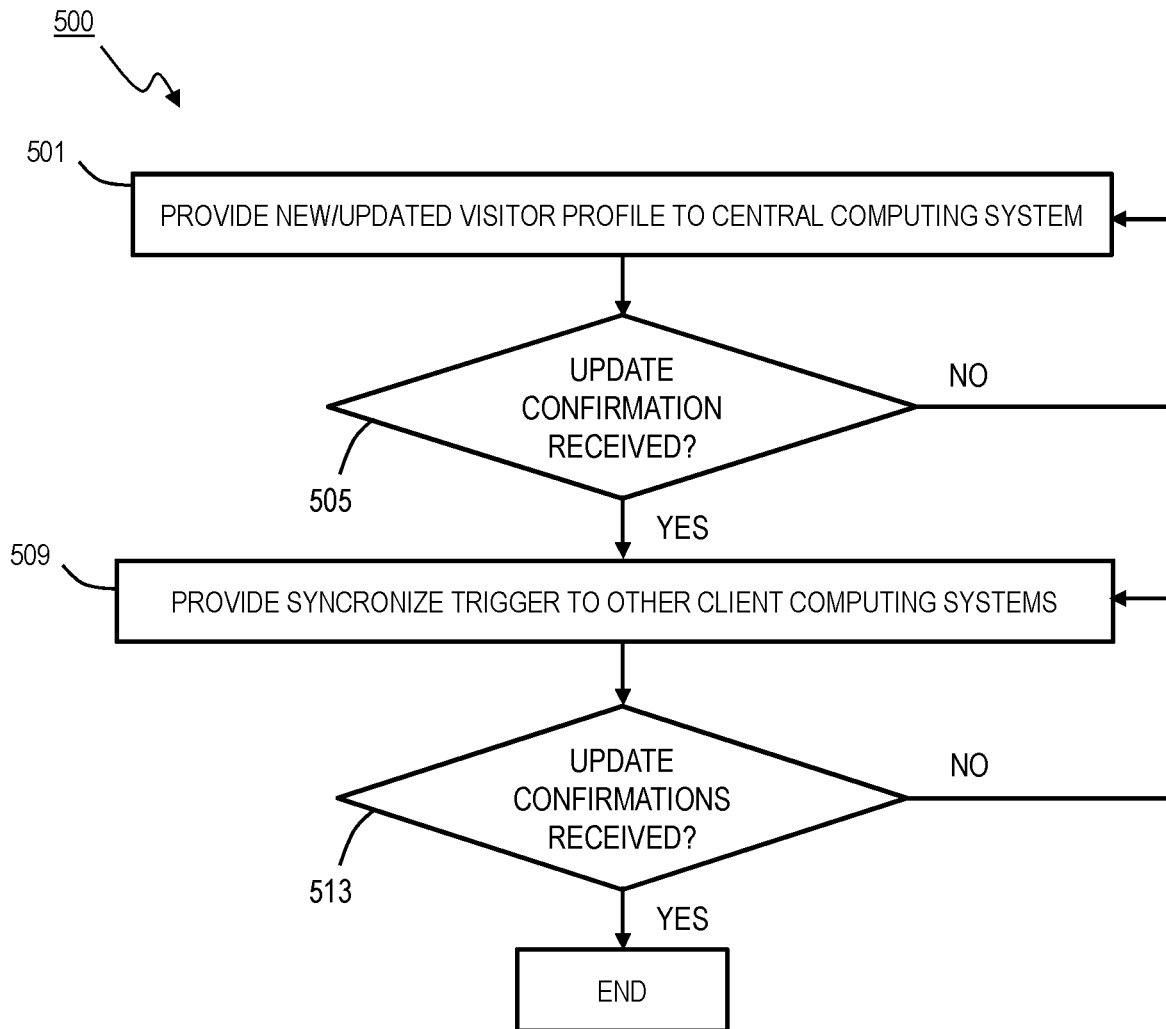 500
501
PROVIDE NEW/UPDATED VISITOR PROFILE TO CENTRAL COMPUTING SYSTEM
UPDATE
CONFIRMATION
RECEIVED?
NO
505
YES
509
PROVIDE SYNCRONIZE TRIGGER TO OTHER CLIENT COMPUTING SYSTEMS
UPDATE
CONFIRMATIONS
RECEIVED?
NO
513
YES
END